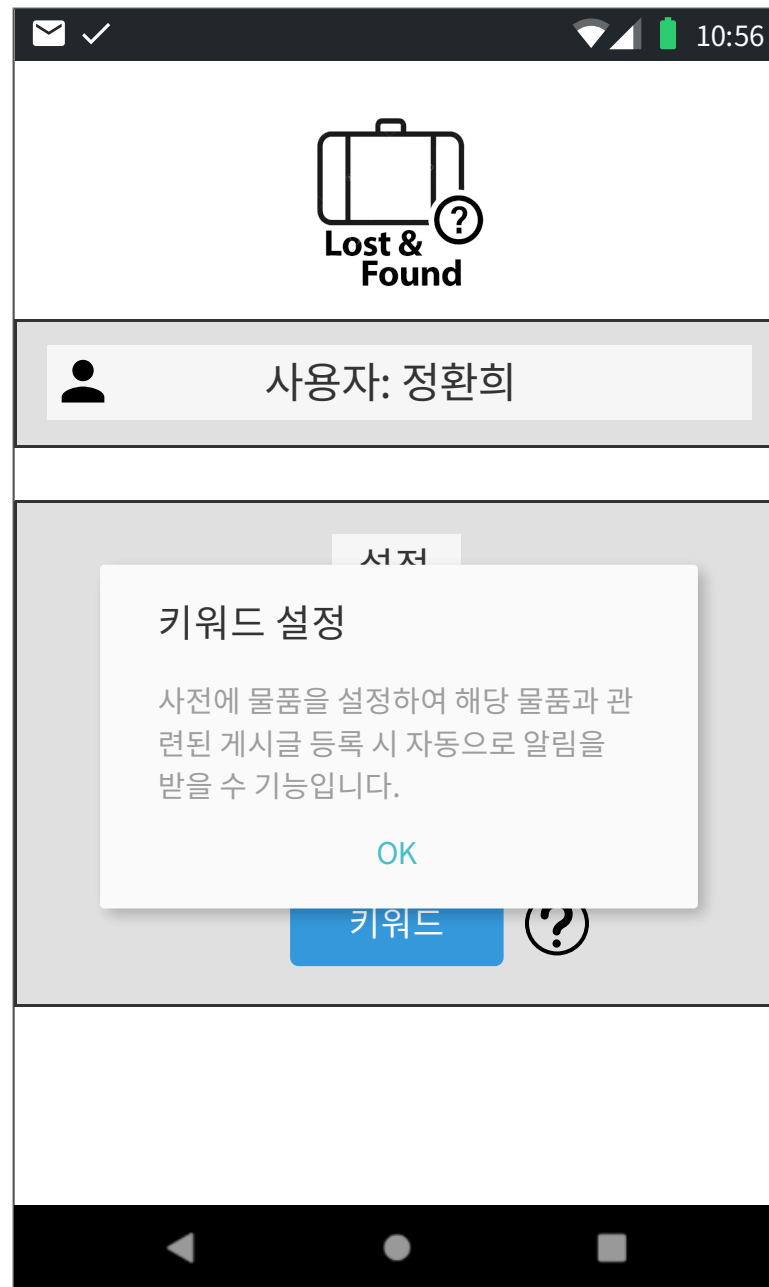 10:56
Lost &
Found
사용자: 정환희
설정
키워드 설정
사전에 물품을 설정하여 해당 물품과 관
련된 게시글 등록 시 자동으로 알림을
받을 수 기능입니다.
OK
키워드